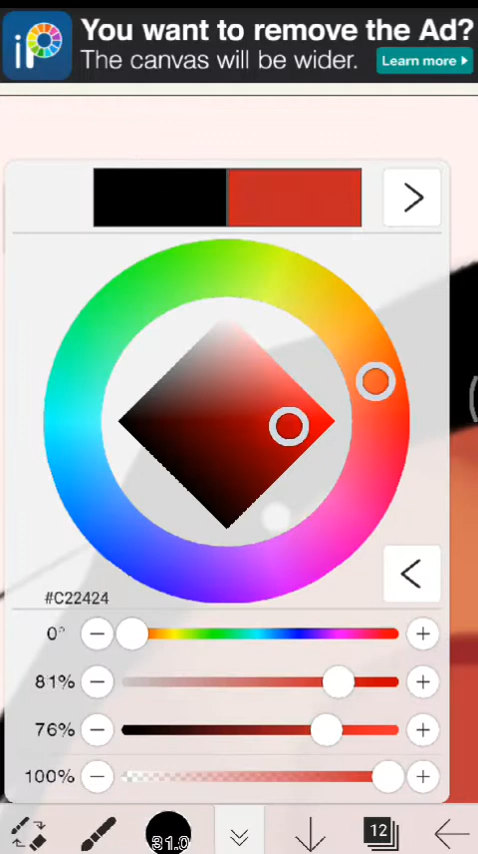 iP
You want to remove the Ad?
The canvas will be wider.
Learn more
#C22424
0°
81%
76%
100%
31.0
12